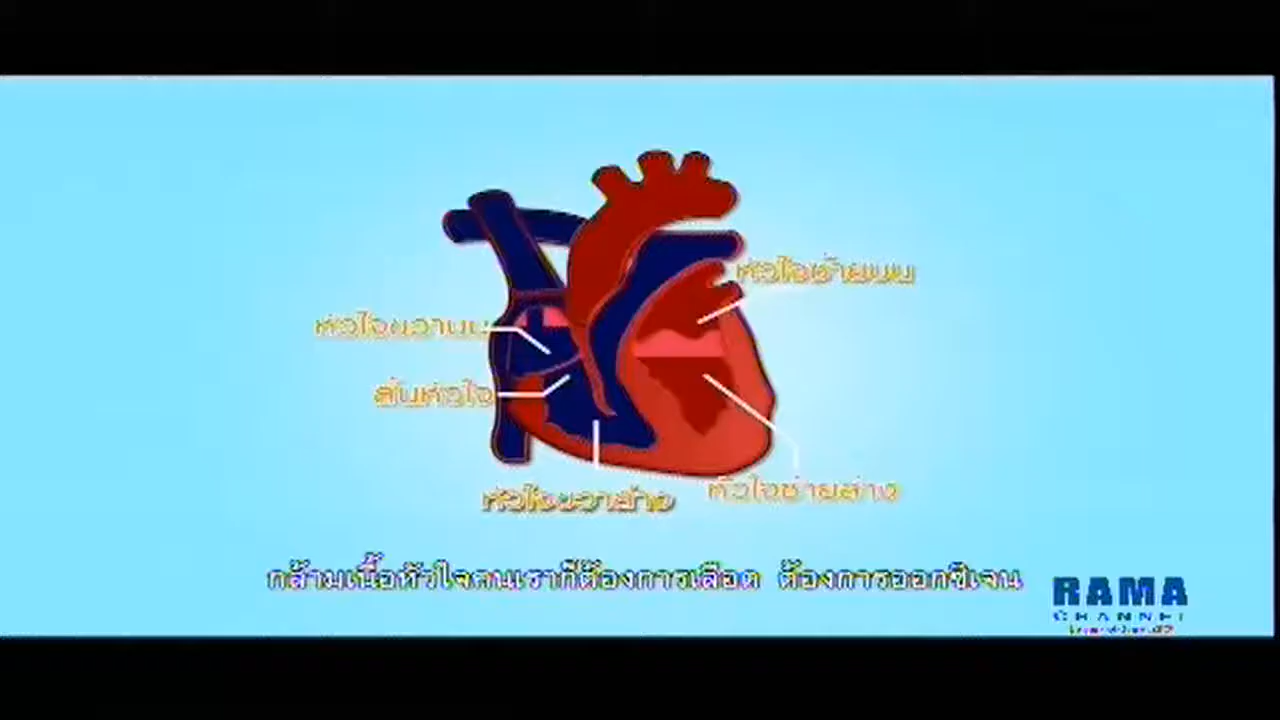 หัวใจซ้ายบน
หัวใจขวาบน
ลิ้นหัวใจ
หัวใจขวาล่าง
หัวใจซ้ายล่าง
กล้ามเนื้อหัวใจคนเราก็ต้องการเลือด ต้องการออกซิเจน
RAMA
CHANNEL